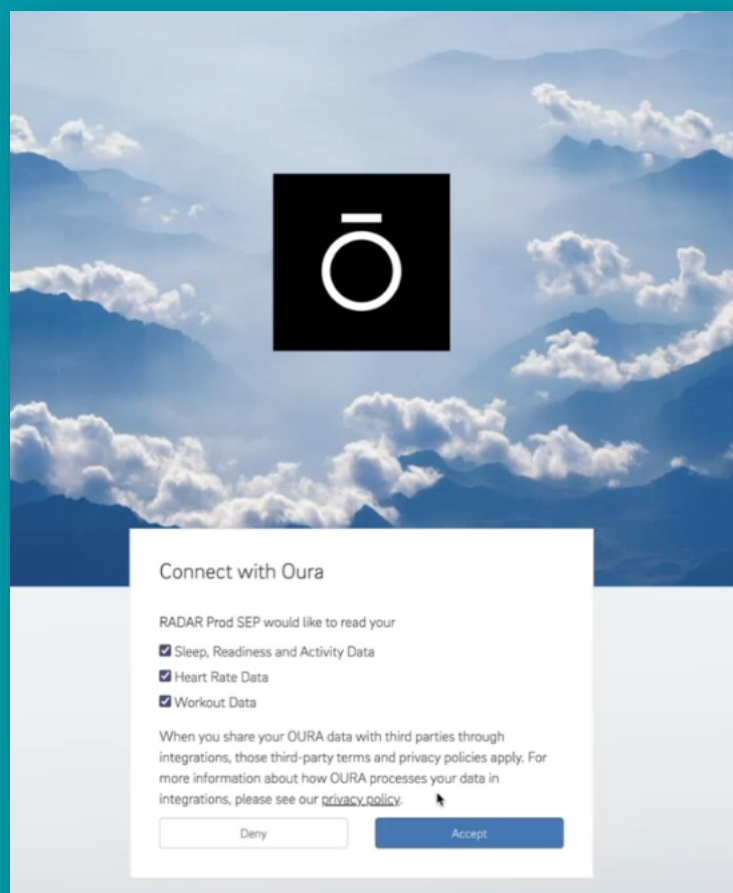 Ō
Connect with Oura
RADAR Prod SEP would like to read your
Sleep, Readiness and Activity Data
Heart Rate Data
Workout Data
When you share your OURA data with third parties through
integrations, those third-party terms and privacy policies apply. For
more information about how OURA processes your data in
integrations, please see our privacy policy.
Deny
Accept